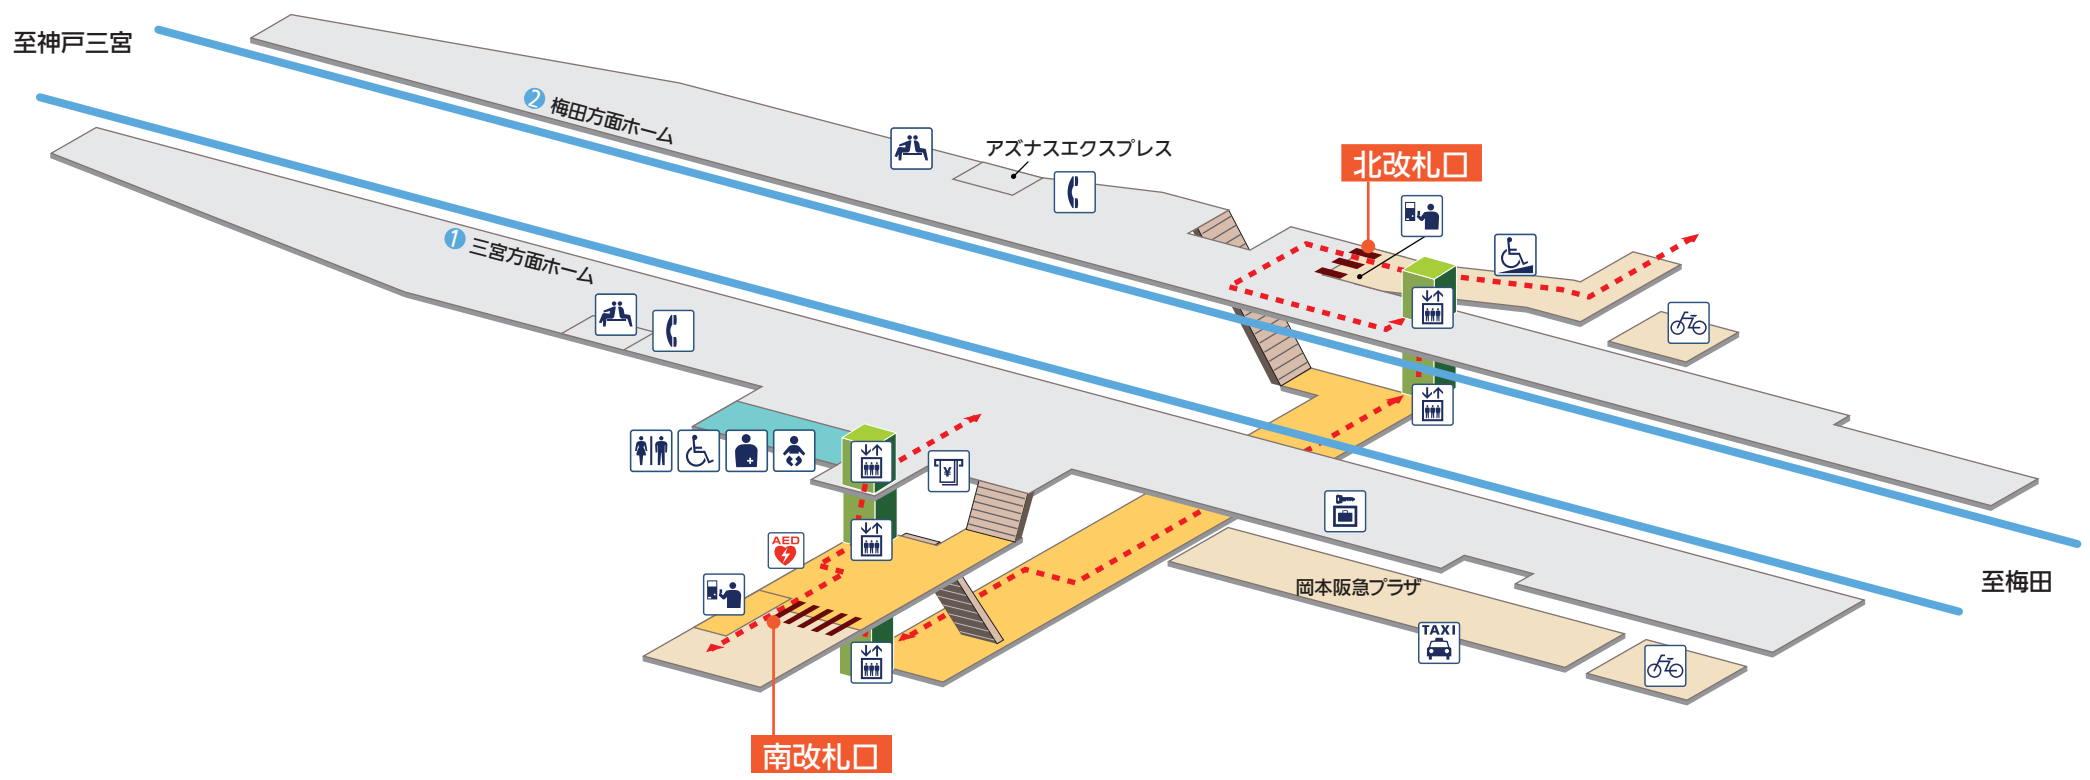 至神戸三宮
2 梅田方面ホーム
アズナスエクスプレス
北改札口
1 三宮方面ホーム
¥
AED
岡本阪急プラザ
至梅田
TAXI
南改札口